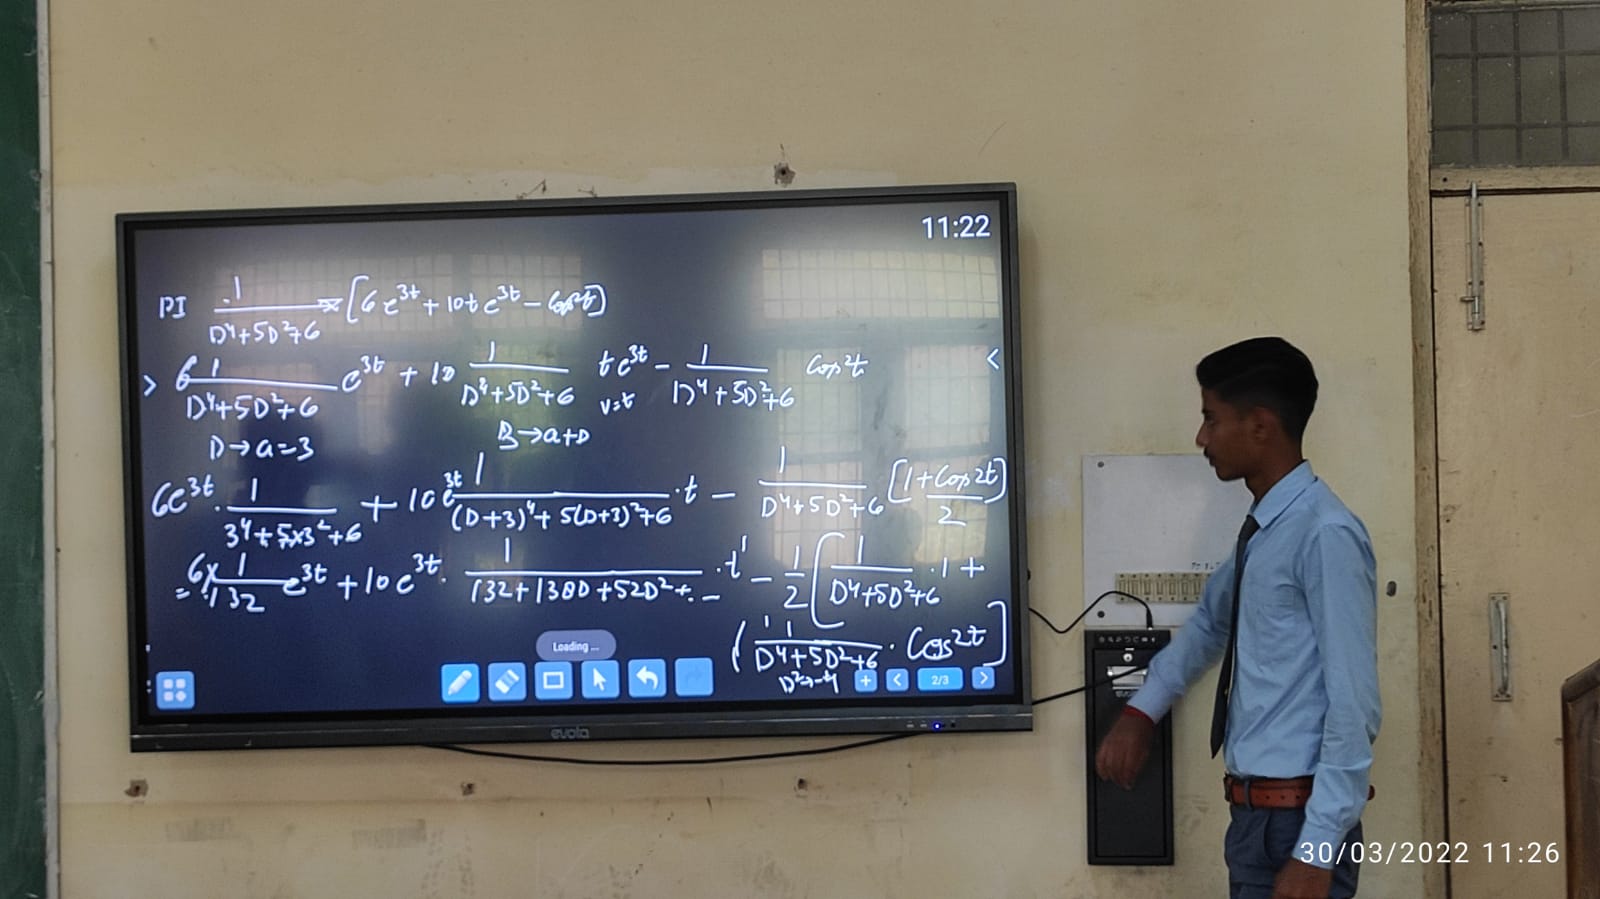 11:22
PI 1/(D⁴+5D²+6) × [6e^3t + 10te^3t - Cos²t]
> 6 1/(D⁴+5D²+6) e^3t + 10 1/(D⁴+5D²+6) te^3t - 1/(D⁴+5D²+6) Cos²t <
D→a=3 D→a+D v=t
6e^3t · 1/(3⁴+5×3²+6) + 10e^3t 1/((D+3)⁴+5(D+3)²+6) · t - 1/(D⁴+5D²+6) [(1+Cos2t)/2]
= 6×1/132 e^3t + 10e^3t · 1/(132+138D+52D²+..-) · t' - 1/2 [1/(D⁴+5D²+6) · 1 +
( 1/(D⁴+5D²+6) · Cos2t ]
D²→-4
Loading ...
2/3
evola
30/03/2022 11:26